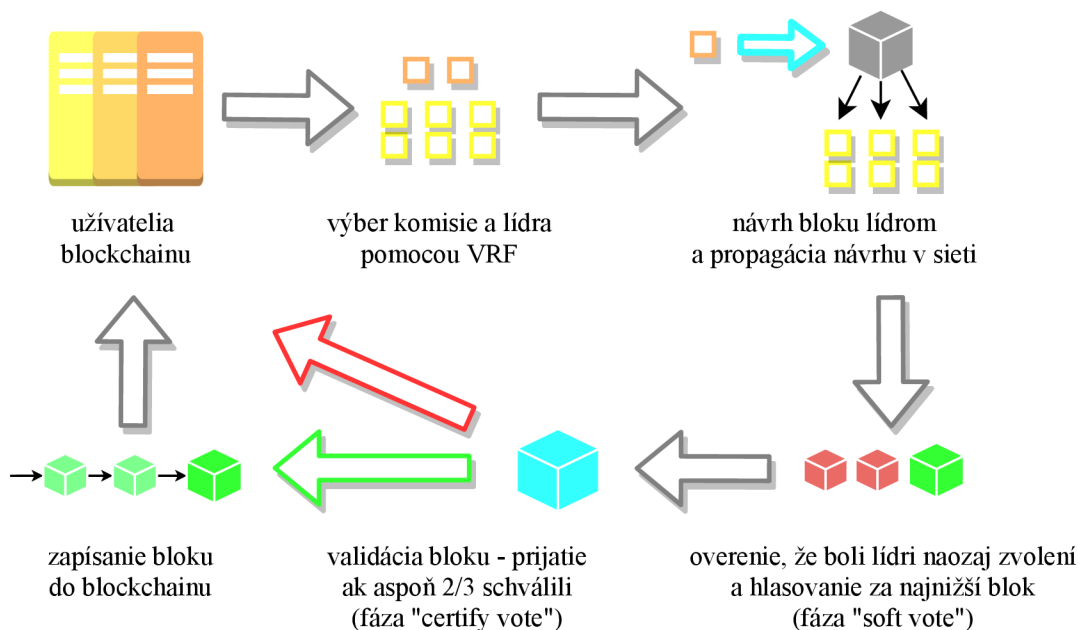 užívatelia
blockchainu
výber komisie a lídra
pomocou VRF
návrh bloku lídrom
a propagácia návrhu v sieti
zapísanie bloku
do blockchainu
validácia bloku - prijatie
ak aspoň 2/3 schválili
(fáza "certify vote")
overenie, že boli lídri naozaj zvolení
a hlasovanie za najnižší blok
(fáza "soft vote")